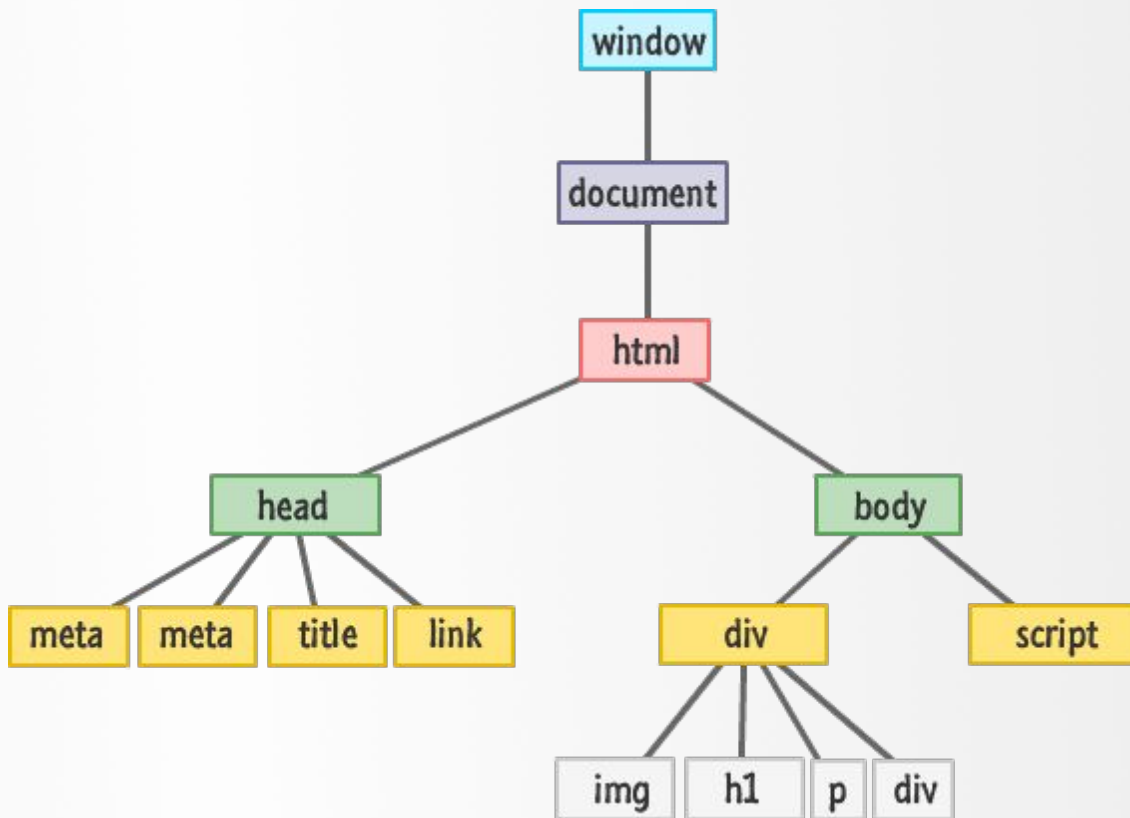 window
document
html
head body
meta meta title link div script
img h1 p div